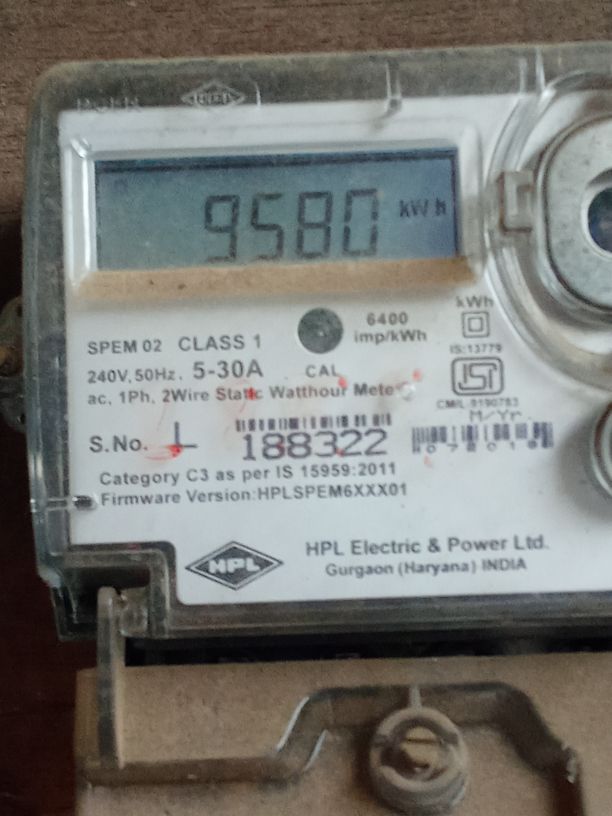 HPL
9580 kWh
kWh
6400
imp/kWh
SPEM 02 CLASS 1
IS:13779
240V, 50Hz. 5-30A CAL
ac, 1Ph, 2Wire Static Watthour Meter
M/Yr.
S.No. L 188322
Category C3 as per IS 15959:2011
Firmware Version:HPLSPEM6XXX01
HPL HPL Electric & Power Ltd.
Gurgaon (Haryana) INDIA